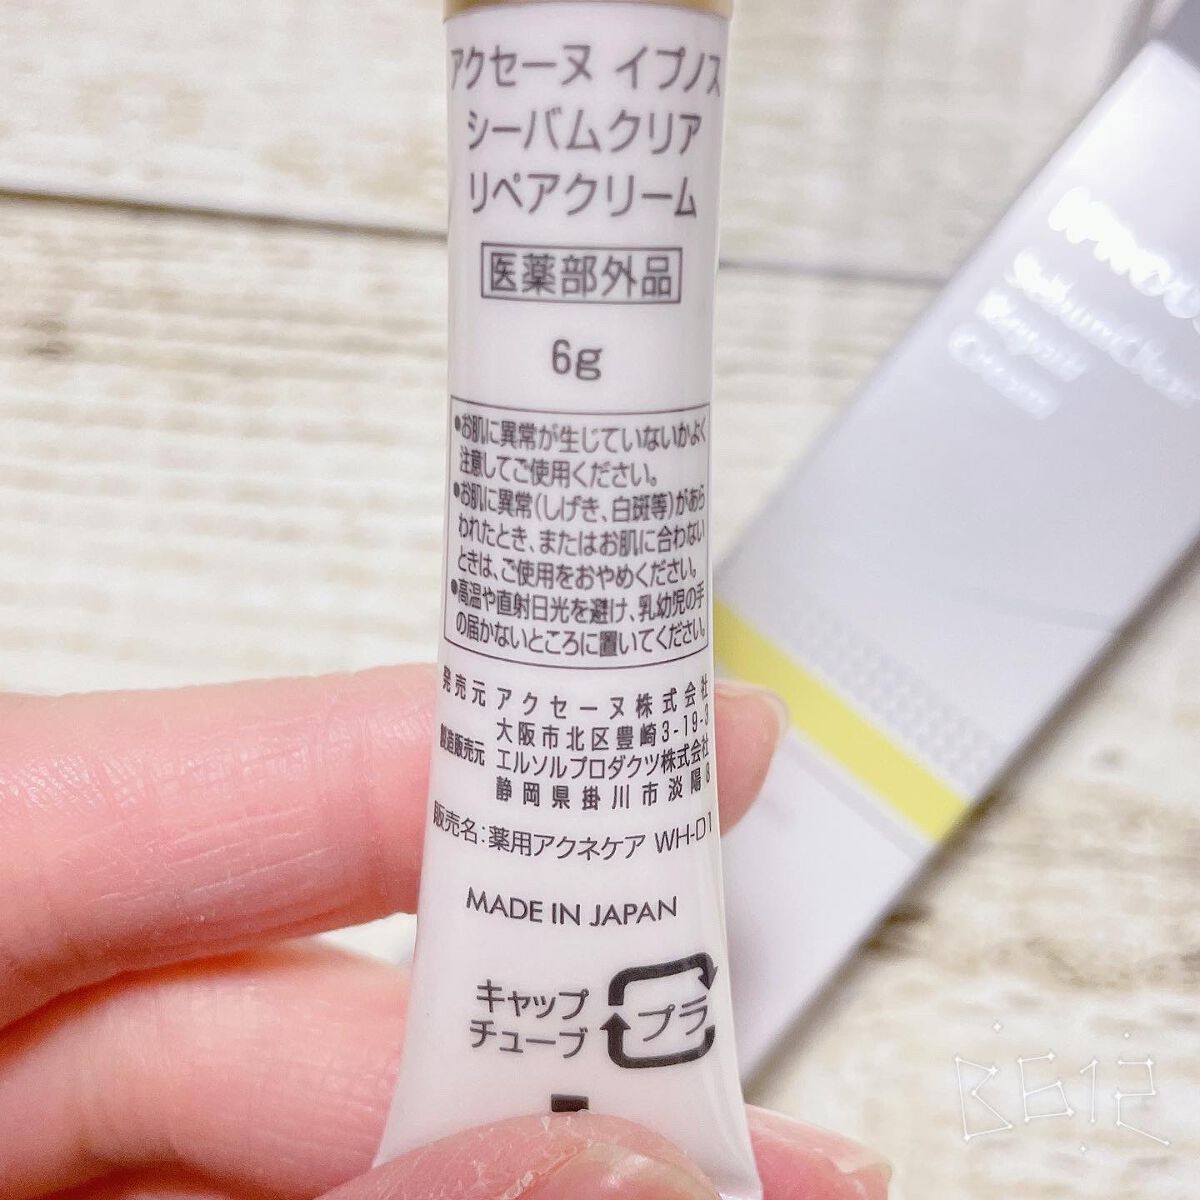 アクセーヌ イプノス
シーバムクリア
リペアクリーム
医薬部外品
6g
●お肌に異常が生じていないかよく
注意してご使用ください。
●お肌に異常(しげき、白斑等)があら
われたとき、またはお肌に合わない
ときは、ご使用をおやめください。
●高温や直射日光を避け、乳幼児の手
の届かないところに置いてください。
発売元 アクセーヌ株式会社
大阪市北区豊崎3-19-3
製造販売元 エルソルプロダクツ株式会社
静岡県掛川市淡陽8
販売名:薬用アクネケア WH-D1
MADE IN JAPAN
キャップ
チューブ
プラ
Sebum Clear
Repair
Cream
B612